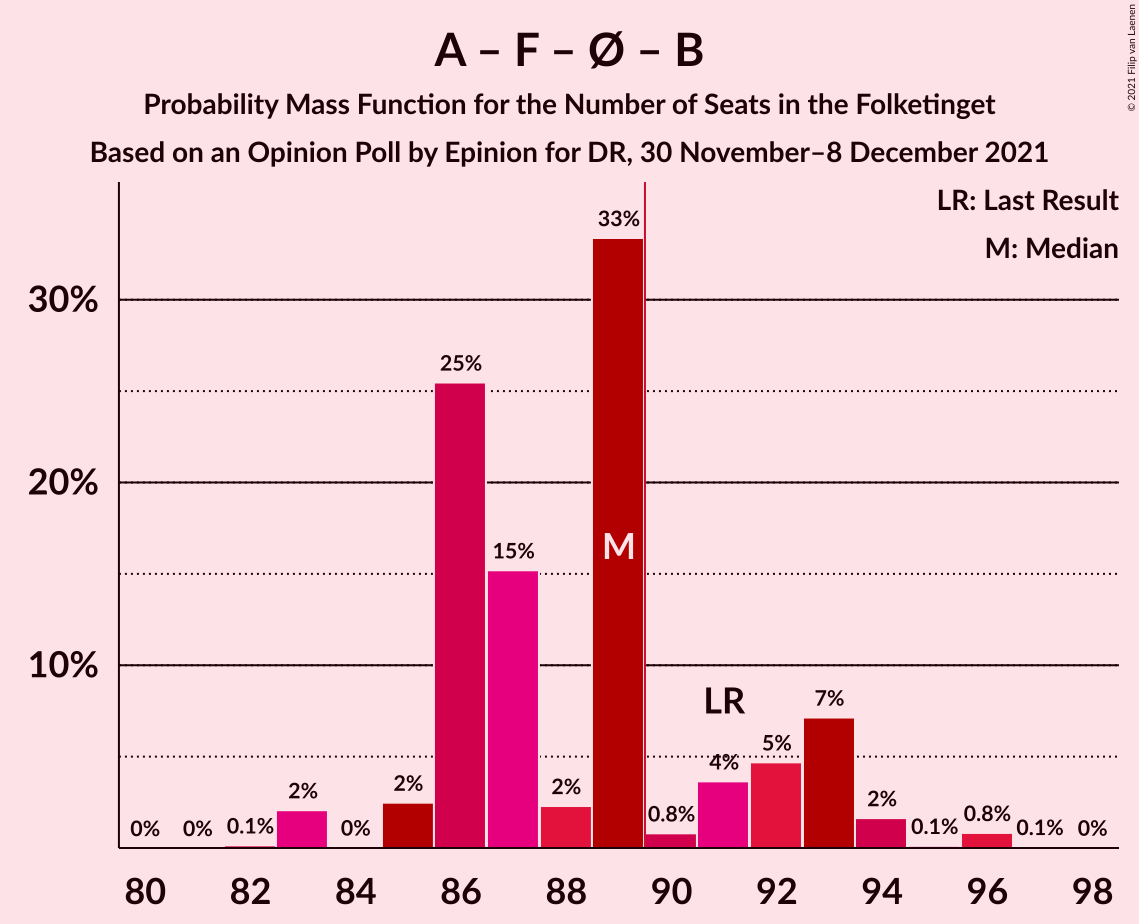 A – F – Ø – B
Probability Mass Function for the Number of Seats in the Folketinget
Based on an Opinion Poll by Epinion for DR, 30 November–8 December 2021
© 2021 Filip van Laenen
LR: Last Result
M: Median
33%
30%
25%
20%
M
15%
10%
LR
7%
5%
4%
2%
2%
2%
2%
0.8%
0.8%
0% 0% 0.1% 0% 0.1% 0.1% 0%
80 82 84 86 88 90 92 94 96 98